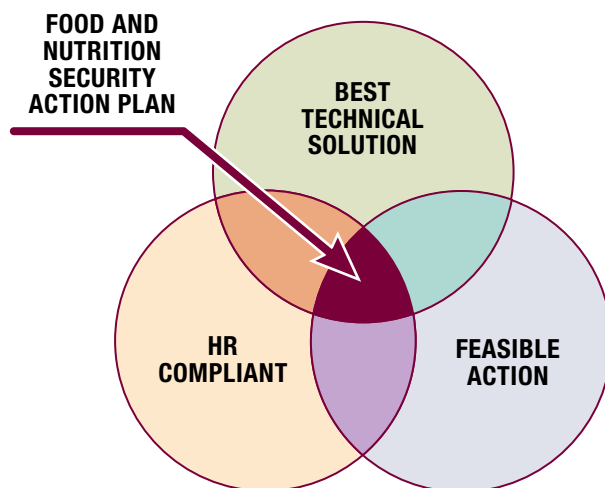 FOOD AND
NUTRITION
SECURITY
ACTION PLAN
BEST
TECHNICAL
SOLUTION
HR
COMPLIANT
FEASIBLE
ACTION